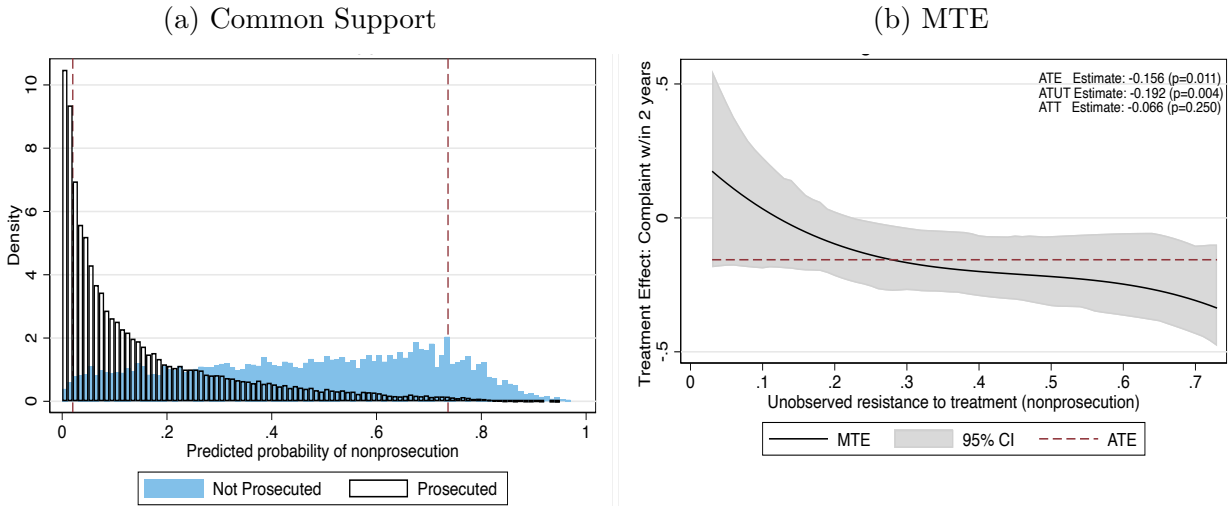 (a) Common Support
Density
10
8
6
4
2
0
0
.2
.4
.6
.8
1
Predicted probability of nonprosecution
Not Prosecuted
Prosecuted
(b) MTE
Treatment Effect: Complaint w/in 2 years
.5
0
-.5
ATE Estimate: -0.156 (p=0.011)
ATUT Estimate: -0.192 (p=0.004)
ATT Estimate: -0.066 (p=0.250)
0
.1
.2
.3
.4
.5
.6
.7
Unobserved resistance to treatment (nonprosecution)
MTE
95% CI
ATE